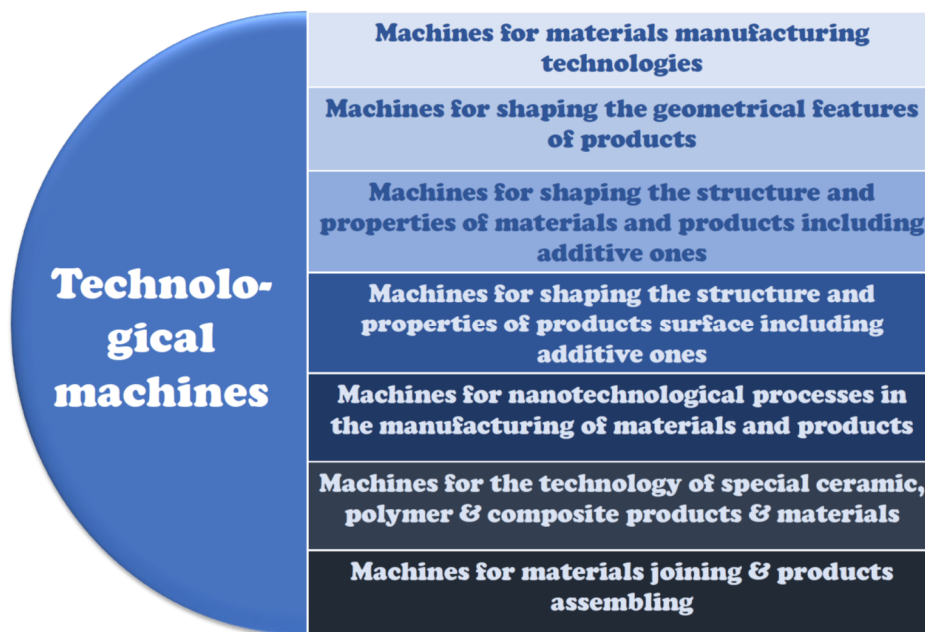 Technolo-
gical
machines
Machines for materials manufacturing
technologies
Machines for shaping the geometrical features
of products
Machines for shaping the structure and
properties of materials and products including
additive ones
Machines for shaping the structure and
properties of products surface including
additive ones
Machines for nanotechnological processes in
the manufacturing of materials and products
Machines for the technology of special ceramic,
polymer & composite products & materials
Machines for materials joining & products
assembling